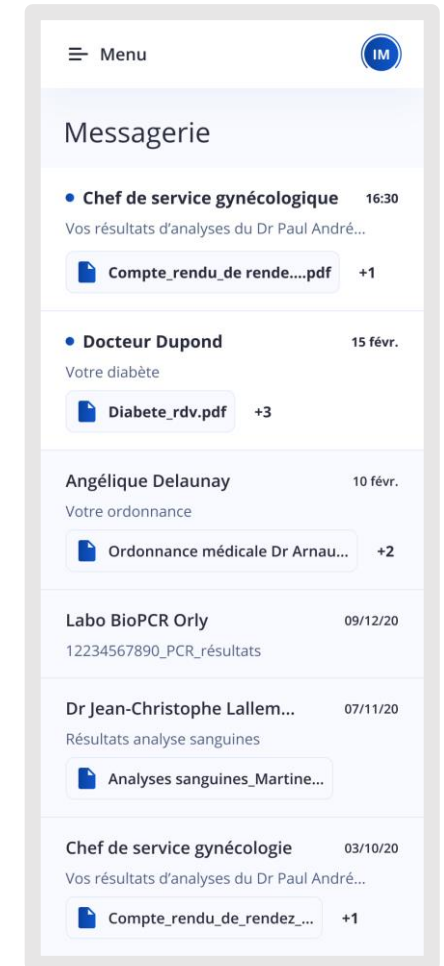 Menu IM
Messagerie
Chef de service gynécologique 16:30
Vos résultats d’analyses du Dr Paul André...
Compte_rendu_de rende....pdf +1
Docteur Dupond 15 févr.
Votre diabète
Diabete_rdv.pdf +3
Angélique Delaunay 10 févr.
Votre ordonnance
Ordonnance médicale Dr Arnau... +2
Labo BioPCR Orly 09/12/20
12234567890_PCR_résultats
Dr Jean-Christophe Lallem... 07/11/20
Résultats analyse sanguines
Analyses sanguines_Martine...
Chef de service gynécologie 03/10/20
Vos résultats d’analyses du Dr Paul André...
Compte_rendu_de_rendez_... +1